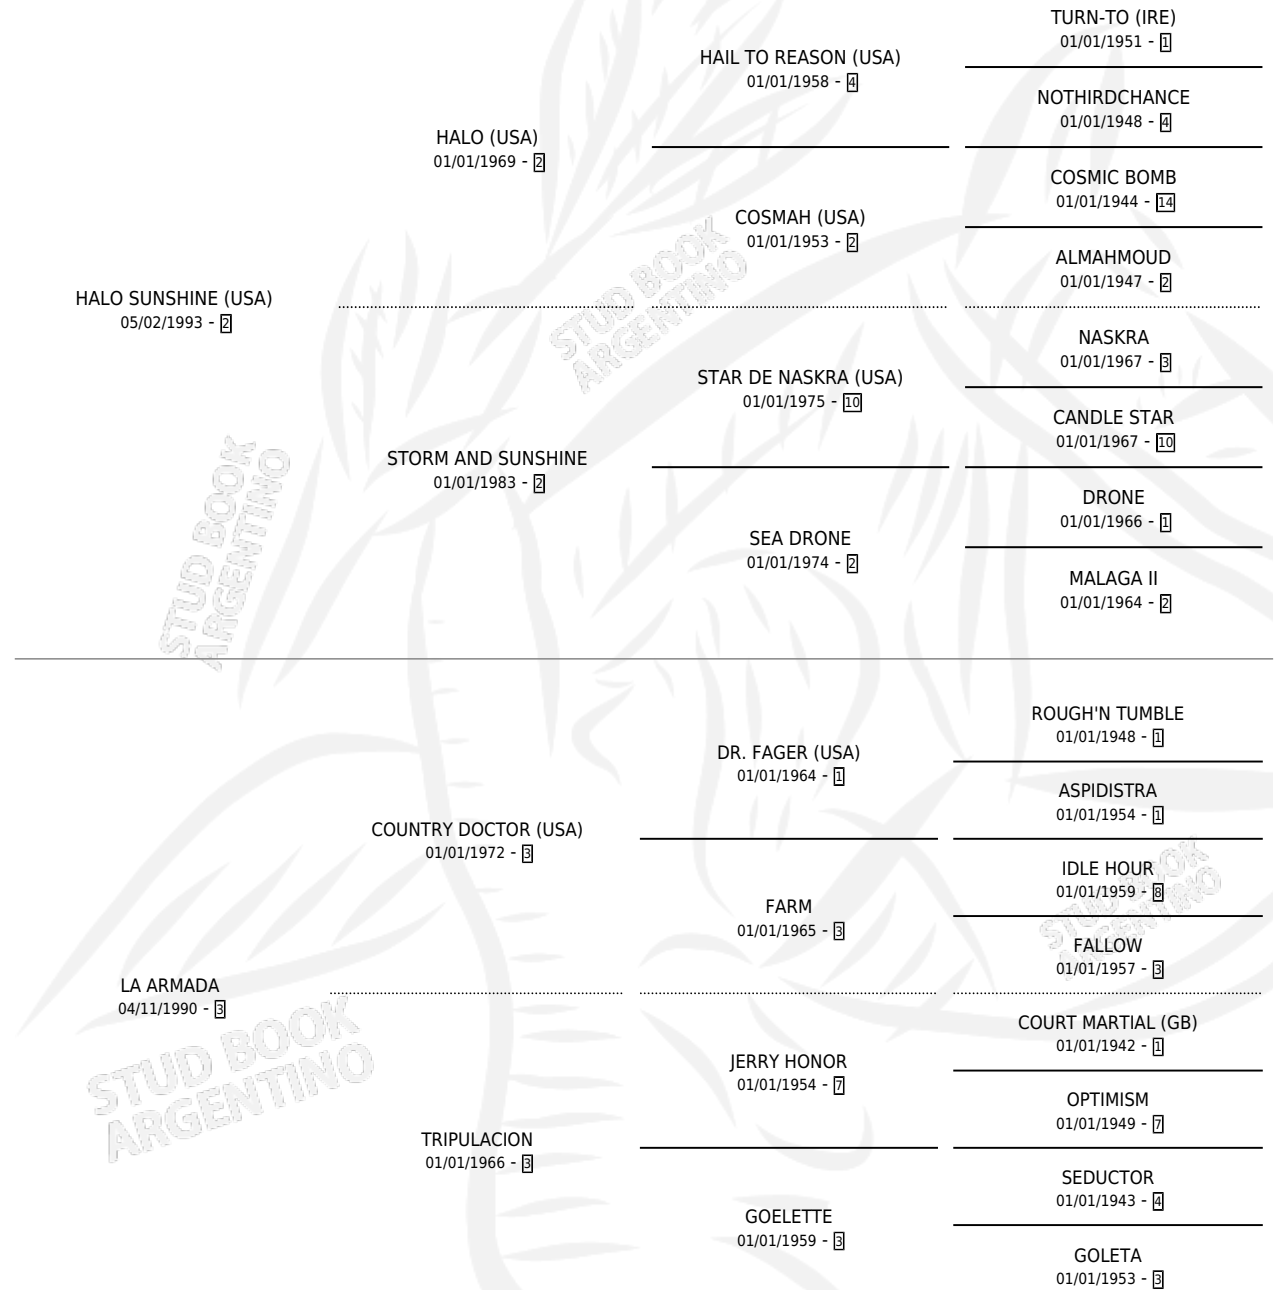 TURN-TO (IRE)
01/01/1951 - 1
HAIL TO REASON (USA)
01/01/1958 - 4
NOTHIRDCHANCE
01/01/1948 - 4
HALO (USA)
01/01/1969 - 2
COSMIC BOMB
01/01/1944 - 14
COSMAH (USA)
01/01/1953 - 2
ALMAHMOUD
01/01/1947 - 2
HALO SUNSHINE (USA)
05/02/1993 - 2
NASKRA
01/01/1967 - 3
STAR DE NASKRA (USA)
01/01/1975 - 10
CANDLE STAR
01/01/1967 - 10
STORM AND SUNSHINE
01/01/1983 - 2
DRONE
01/01/1966 - 1
SEA DRONE
01/01/1974 - 2
MALAGA II
01/01/1964 - 2
STUD BOOK
ARGENTINO
STUD BOOK
ARGENTINO
ROUGH'N TUMBLE
01/01/1948 - 1
DR. FAGER (USA)
01/01/1964 - 1
ASPIDISTRA
01/01/1954 - 1
COUNTRY DOCTOR (USA)
01/01/1972 - 3
IDLE HOUR
01/01/1959 - 8
FARM
01/01/1965 - 3
FALLOW
01/01/1957 - 3
STUD BOOK
ARGENTINO
LA ARMADA
04/11/1990 - 3
COURT MARTIAL (GB)
01/01/1942 - 1
JERRY HONOR
01/01/1954 - 7
OPTIMISM
01/01/1949 - 7
STUD BOOK
ARGENTINO
TRIPULACION
01/01/1966 - 3
SEDUCTOR
01/01/1943 - 4
GOELETTE
01/01/1959 - 3
GOLETA
01/01/1953 - 3